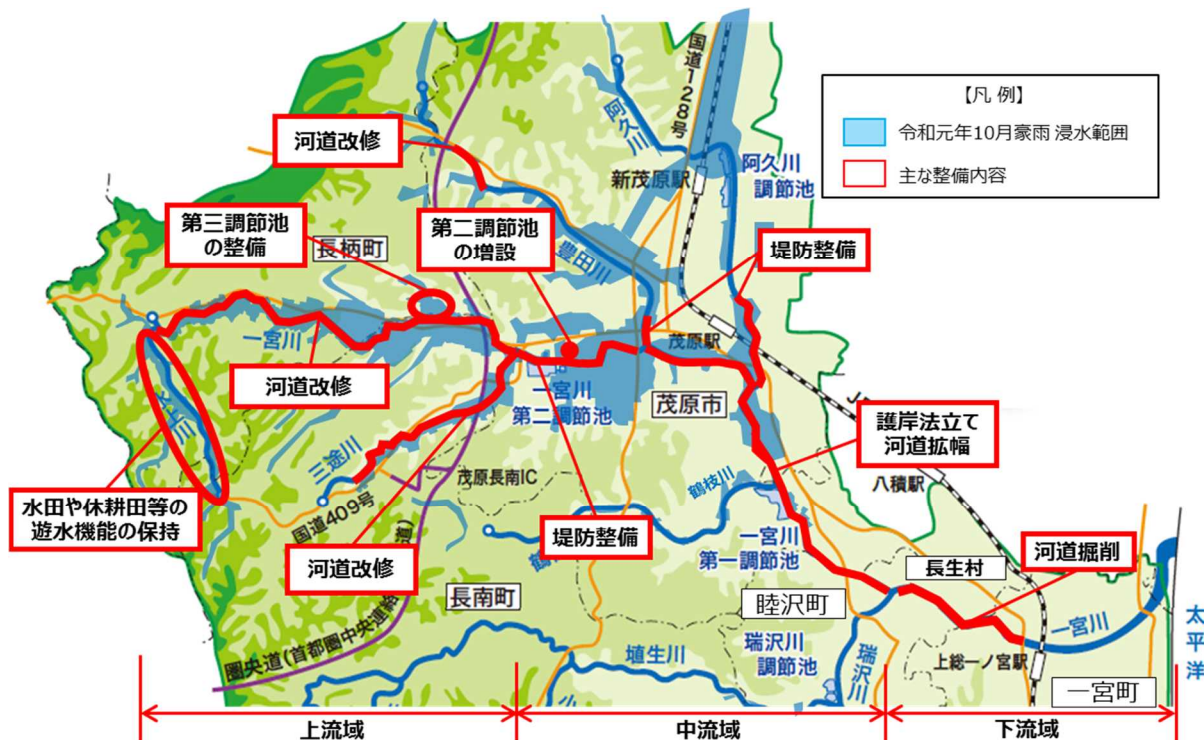 【凡 例】
令和元年10月豪雨 浸水範囲
主な整備内容
国道128号
阿久川
河道改修
新茂原駅
阿久川
調節池
第三調節池
の整備
長柄町
第二調節池
の増設
豊田川
堤防整備
一宮川
河道改修
茂原駅
一宮川
第二調節池
茂原市
護岸法立て
河道拡幅
八積駅
三途川
茂原長南IC
鶴枝川
水田や休耕田等の
遊水機能の保持
国道409号
堤防整備
一宮川
第一調節池
河道改修
長生村
河道掘削
長南町
睦沢町
圏央道(首都圏中央連絡
道)
埴生川
瑞沢川
調節池
瑞沢川
上総一ノ宮駅
一宮川
太平洋
一宮町
上流域
中流域
下流域